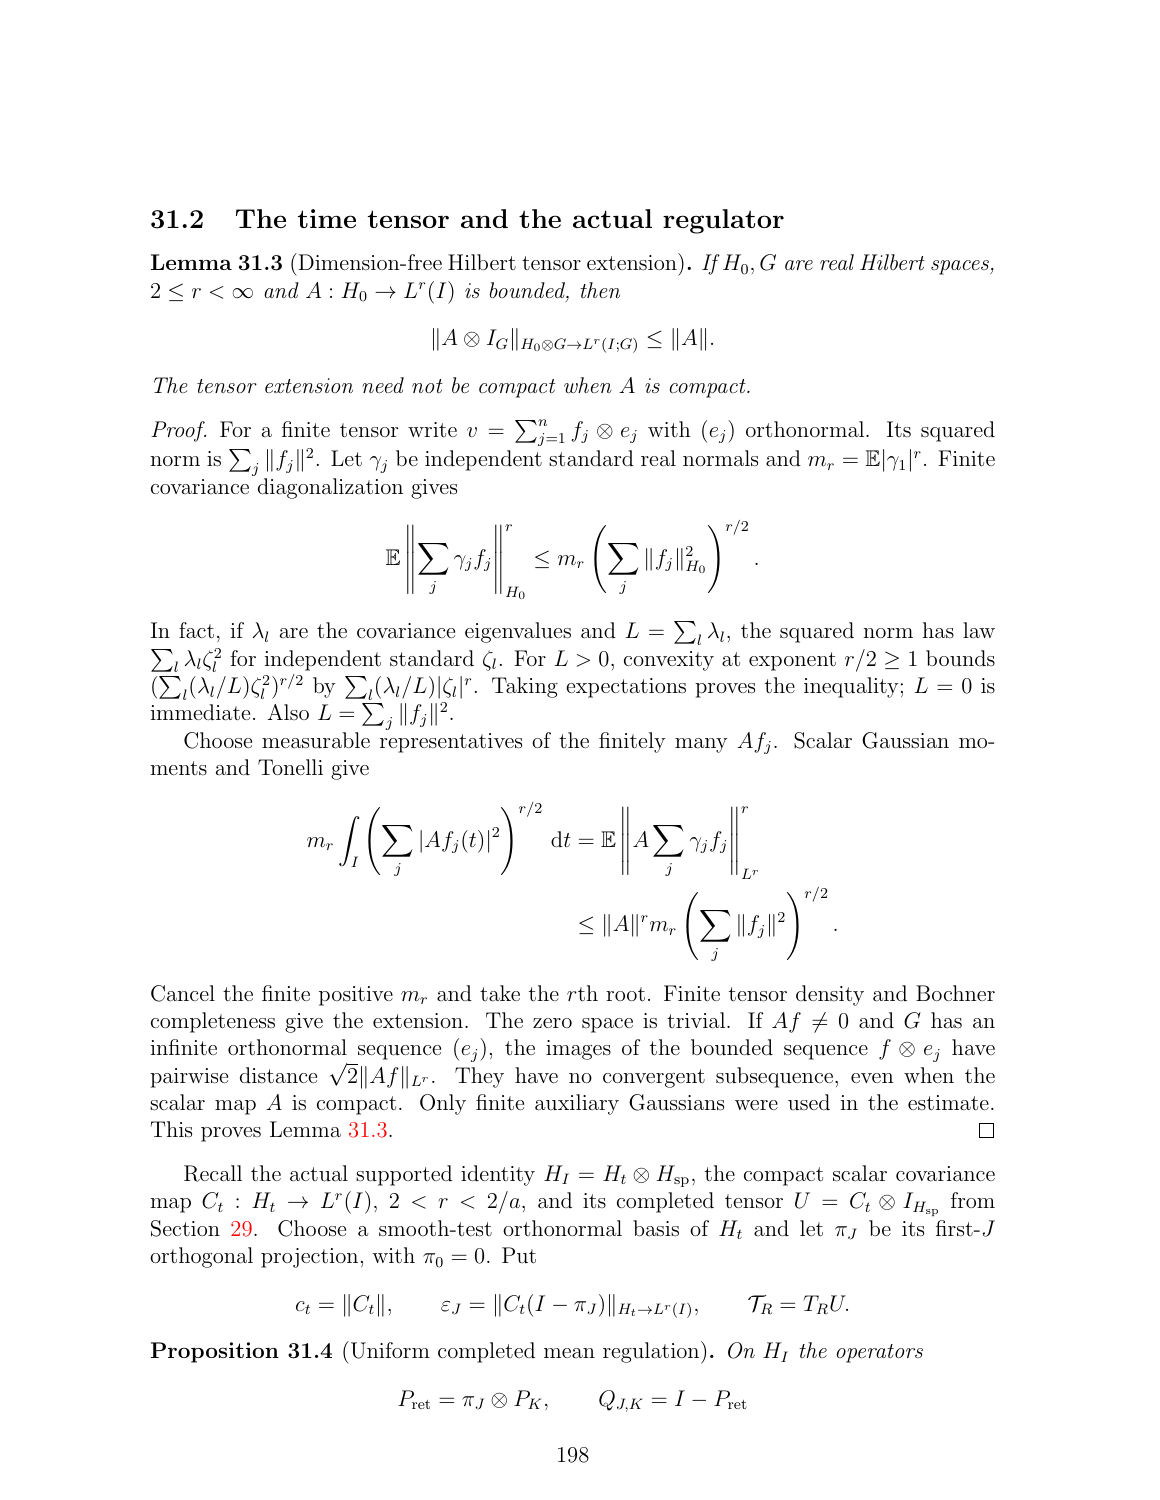 31.2 The time tensor and the actual regulator
Lemma 31.3 (Dimension-free Hilbert tensor extension). If H₀, G are real Hilbert spaces,
2 ≤ r < ∞ and A : H₀ → Lʳ(I) is bounded, then
‖A ⊗ I_G‖_{H₀⊗G→Lʳ(I;G)} ≤ ‖A‖.
The tensor extension need not be compact when A is compact.
Proof. For a finite tensor write v = ∑_{j=1}^{n} f_j ⊗ e_j with (e_j) orthonormal. Its squared
norm is ∑_j ‖f_j‖². Let γ_j be independent standard real normals and m_r = 𝔼|γ₁|ʳ. Finite
covariance diagonalization gives
𝔼 ‖∑_j γ_j f_j‖_{H₀}^r ≤ m_r (∑_j ‖f_j‖²_{H₀})^{r/2}.
In fact, if λ_l are the covariance eigenvalues and L = ∑_l λ_l, the squared norm has law
∑_l λ_l ζ_l² for independent standard ζ_l. For L > 0, convexity at exponent r/2 ≥ 1 bounds
(∑_l(λ_l/L)ζ_l²)^{r/2} by ∑_l(λ_l/L)|ζ_l|ʳ. Taking expectations proves the inequality; L = 0 is
immediate. Also L = ∑_j ‖f_j‖².
Choose measurable representatives of the finitely many Af_j. Scalar Gaussian mo-
ments and Tonelli give
m_r ∫_I (∑_j |Af_j(t)|²)^{r/2} dt = 𝔼 ‖A ∑_j γ_j f_j‖_{Lʳ}^r
≤ ‖A‖ʳ m_r (∑_j ‖f_j‖²)^{r/2}.
Cancel the finite positive m_r and take the rth root. Finite tensor density and Bochner
completeness give the extension. The zero space is trivial. If Af ≠ 0 and G has an
infinite orthonormal sequence (e_j), the images of the bounded sequence f ⊗ e_j have
pairwise distance √2‖Af‖_{Lʳ}. They have no convergent subsequence, even when the
scalar map A is compact. Only finite auxiliary Gaussians were used in the estimate.
This proves Lemma 31.3. □
Recall the actual supported identity H_I = H_t ⊗ H_sp, the compact scalar covariance
map C_t : H_t → Lʳ(I), 2 < r < 2/a, and its completed tensor U = C_t ⊗ I_{H_sp} from
Section 29. Choose a smooth-test orthonormal basis of H_t and let π_J be its first-J
orthogonal projection, with π₀ = 0. Put
c_t = ‖C_t‖, ε_J = ‖C_t(I − π_J)‖_{H_t→Lʳ(I)}, 𝒯_R = T_R U.
Proposition 31.4 (Uniform completed mean regulation). On H_I the operators
P_ret = π_J ⊗ P_K, Q_{J,K} = I − P_ret
198